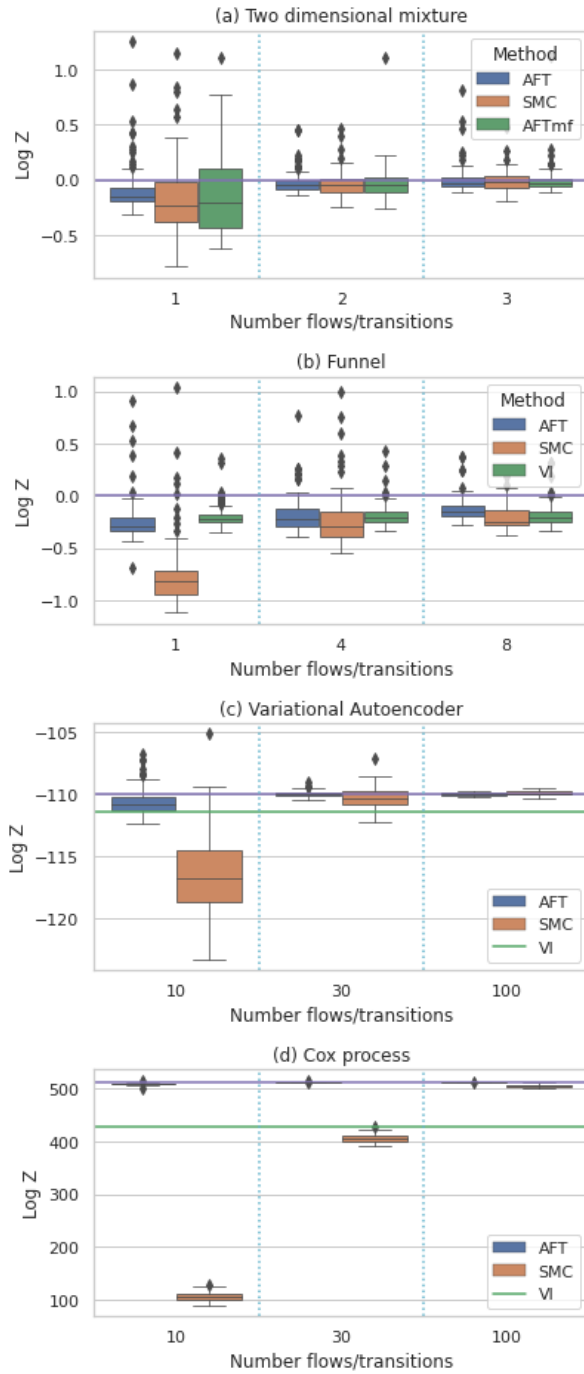 (a) Two dimensional mixture
Method
AFT
SMC
AFTmf
1.0
0.5
0.0
−0.5
Log Z
1 2 3
Number flows/transitions
(b) Funnel
Method
AFT
SMC
VI
1.0
0.5
0.0
−0.5
−1.0
Log Z
1 4 8
Number flows/transitions
(c) Variational Autoencoder
−105
−110
−115
−120
Log Z
AFT
SMC
VI
10 30 100
Number flows/transitions
(d) Cox process
500
400
300
200
100
Log Z
AFT
SMC
VI
10 30 100
Number flows/transitions